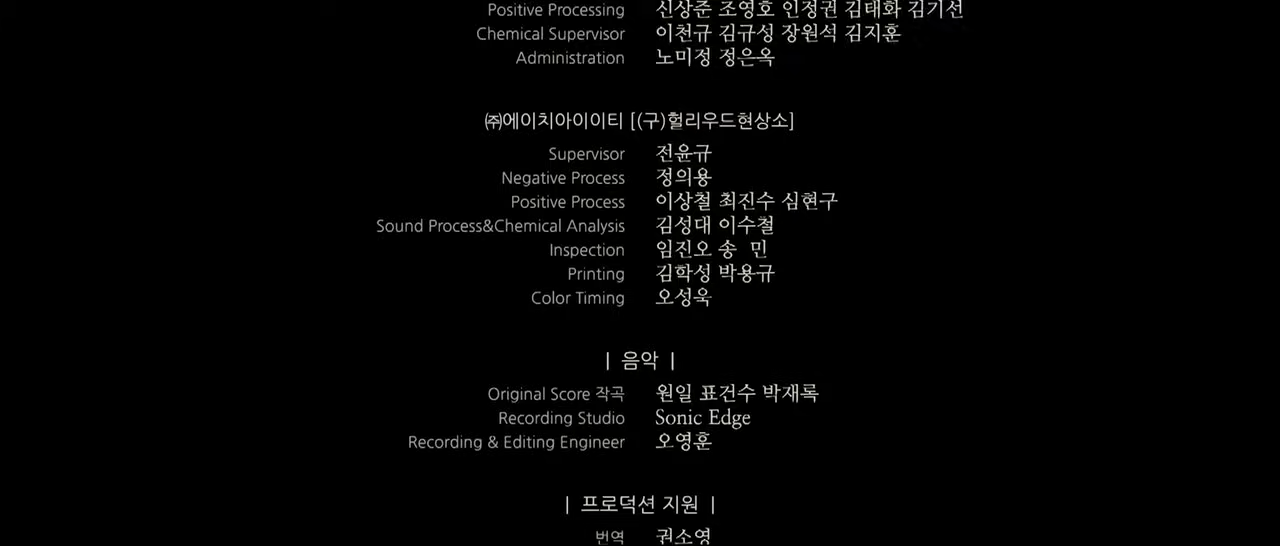 Positive Processing 신상준 조영호 인정권 김태화 김기선
Chemical Supervisor 이천규 김규성 장원석 김지훈
Administration 노미정 정은옥
㈜에이치아이이티 [(구)헐리우드현상소]
Supervisor 전윤규
Negative Process 정의용
Positive Process 이상철 최진수 심현구
Sound Process&Chemical Analysis 김성대 이수철
Inspection 임진오 송 민
Printing 김학성 박용규
Color Timing 오성욱
| 음악 |
Original Score 작곡 원일 표건수 박재록
Recording Studio Sonic Edge
Recording & Editing Engineer 오영훈
| 프로덕션 지원 |
번역 권소영